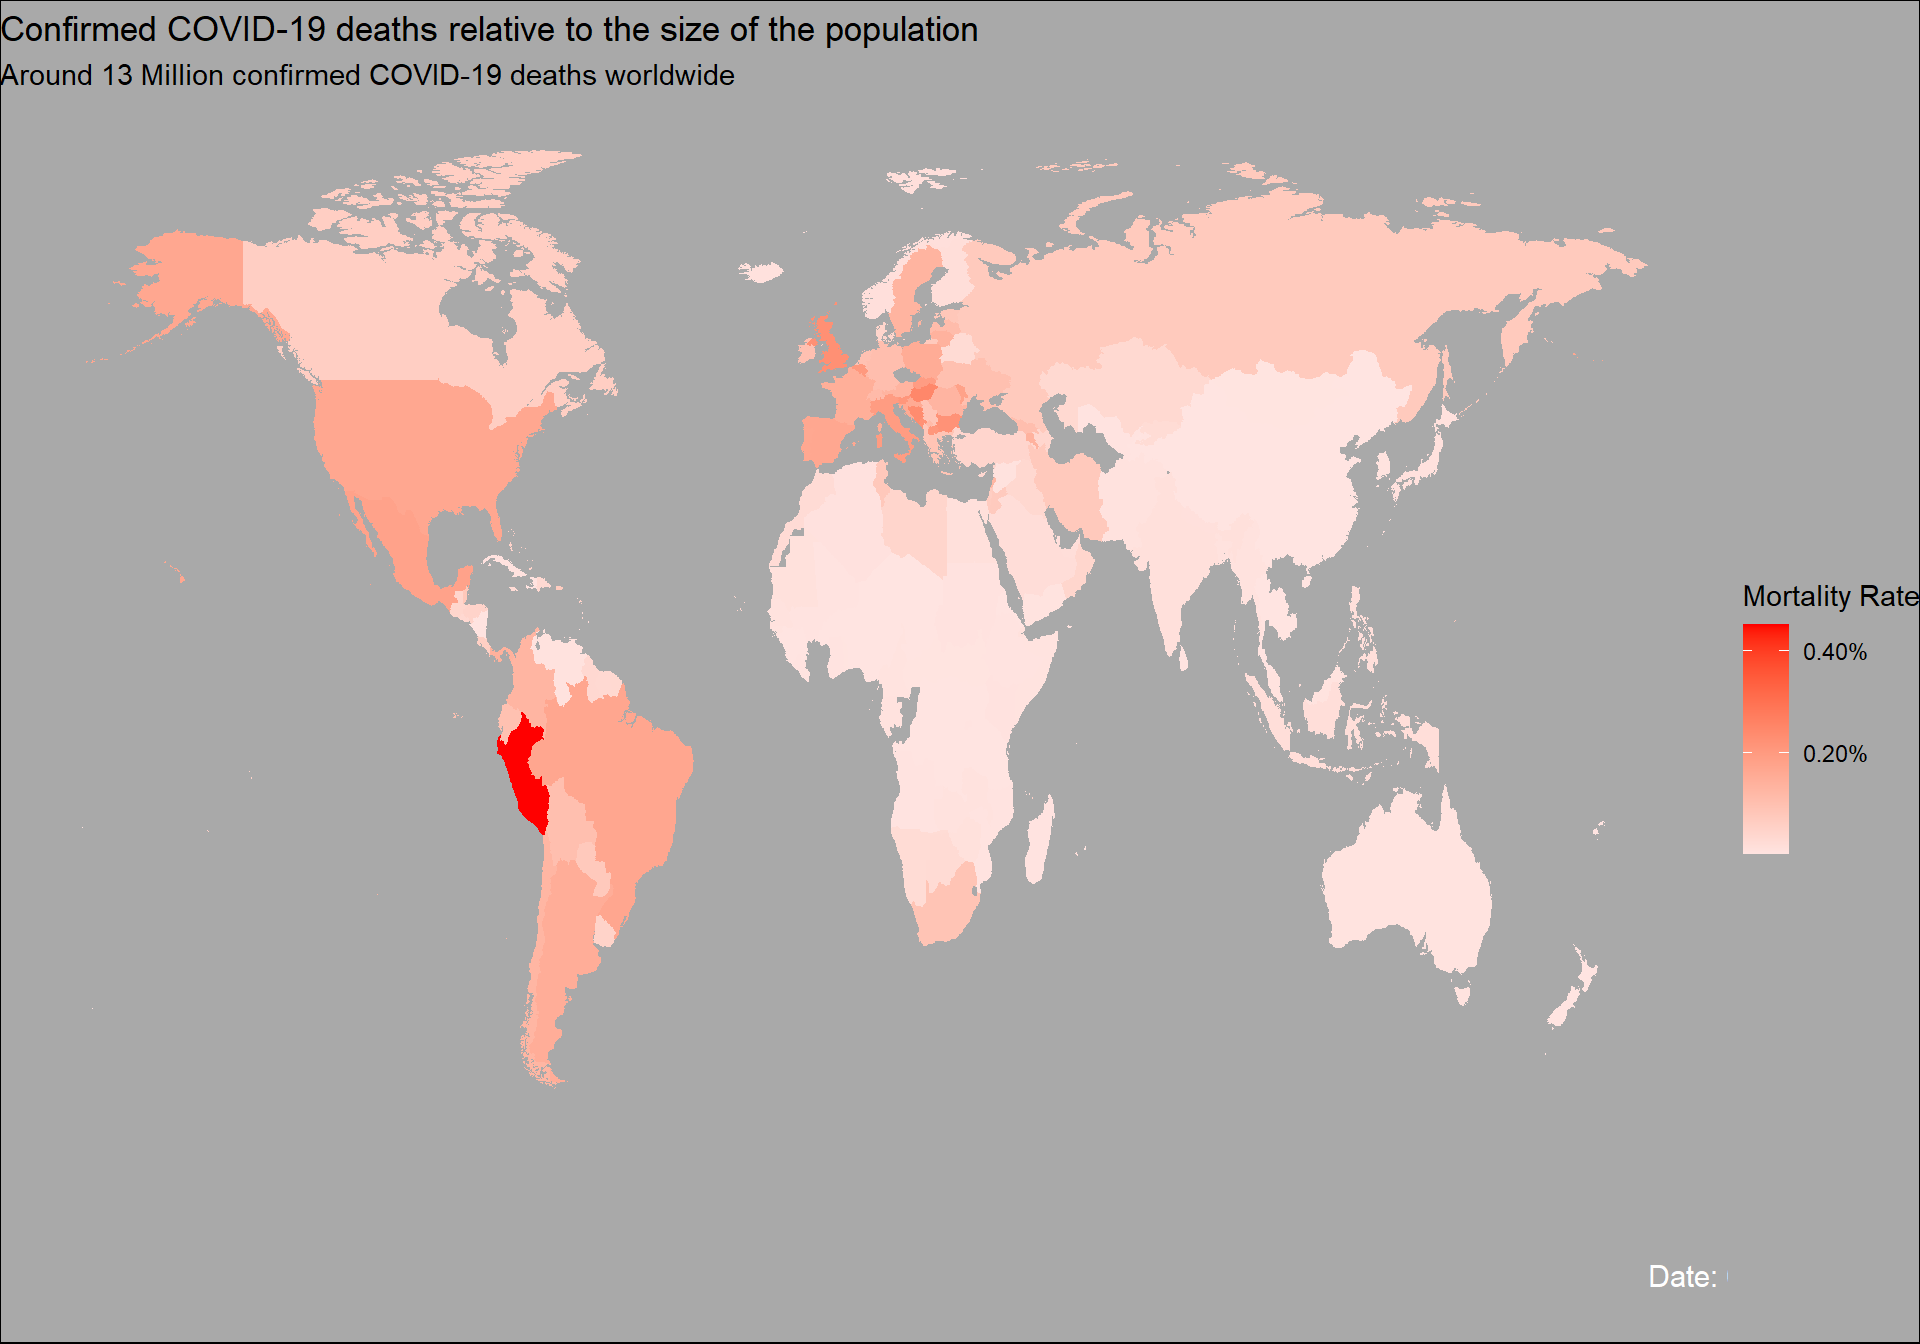 Confirmed COVID-19 deaths relative to the size of the population
Around 13 Million confirmed COVID-19 deaths worldwide
Mortality Rate
0.40%
0.20%
Date: